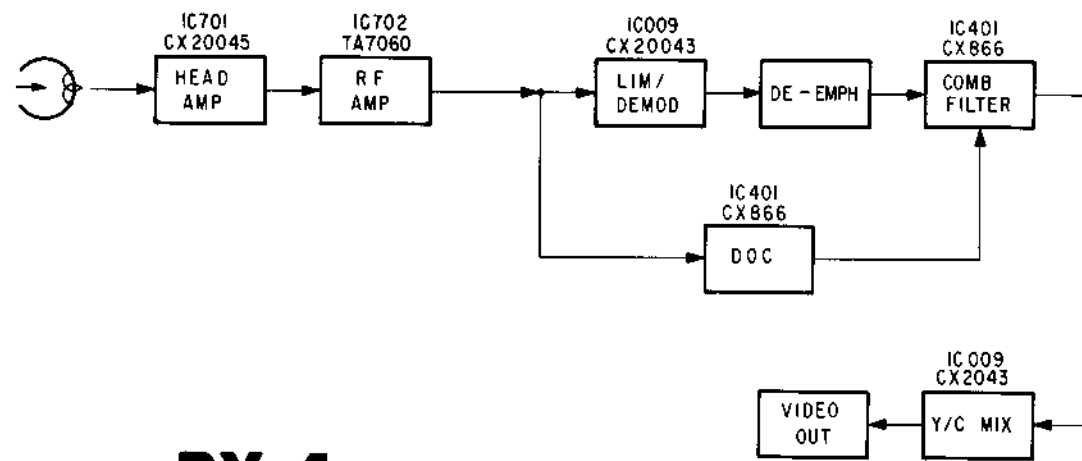 IC701
CX20045
HEAD
AMP
IC702
TA7060
RF
AMP
IC009
CX20043
LIM/
DEMOD
DE-EMPH
IC401
CX866
COMB
FILTER
IC401
CX866
DOC
IC009
CX2043
Y/C MIX
VIDEO
OUT